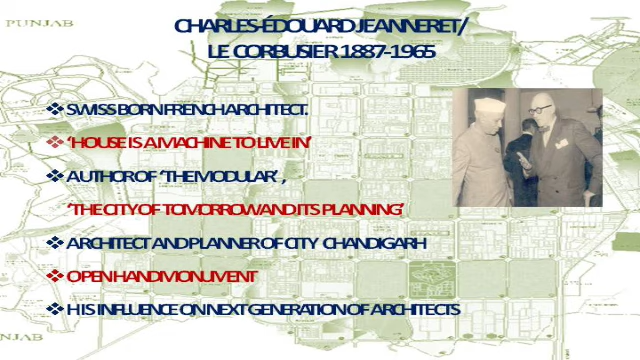 PUNJAB
CHARLES-ÉDOUARD JEANNERET/
LE CORBUSIER 1887-1965
SWISS BORN FRENCH ARCHITECT.
‘HOUSE IS A MACHINE TO LIVE IN’
AUTHOR OF ‘THE MODULAR’ ,
‘THE CITY OF TOMORROW AND ITS PLANNING’
ARCHITECT AND PLANNER OF CITY CHANDIGARH
OPEN HAND MONUMENT
HIS INFLUENCE ON NEXT GENERATION OF ARCHITECTS
NJAB